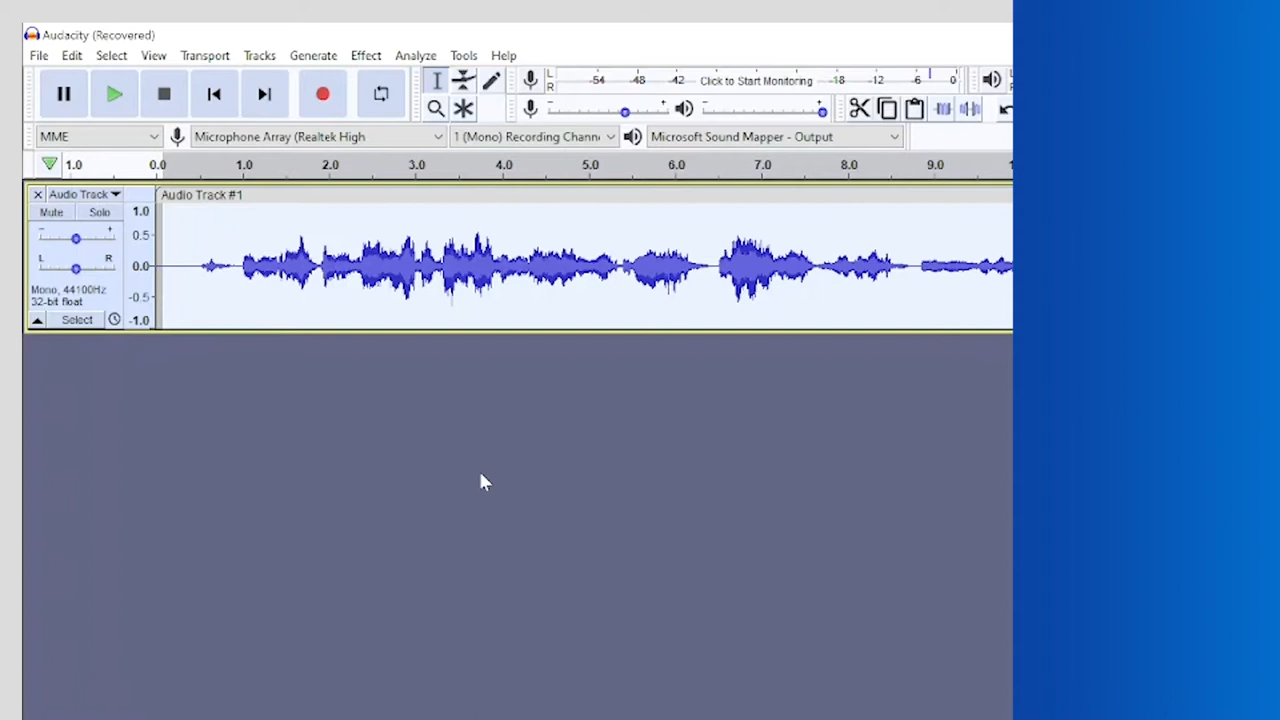 Audacity (Recovered)
File Edit Select View Transport Tracks Generate Effect Analyze Tools Help
L R -54 -48 -42 Click to Start Monitoring -18 -12 -6 0
- + - +
MME Microphone Array (Realtek High 1 (Mono) Recording Chann Microsoft Sound Mapper - Output
1.0 0.0 1.0 2.0 3.0 4.0 5.0 6.0 7.0 8.0 9.0
Audio Track Audio Track #1
Mute Solo 1.0
- + 0.5
L R 0.0
Mono, 44100Hz -0.5
32-bit float
Select -1.0